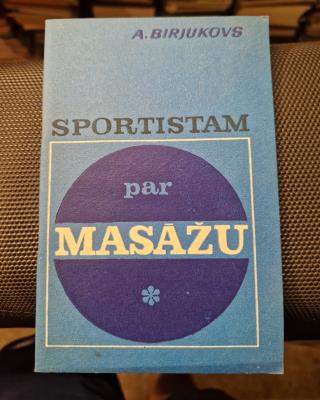 A. BIRJUKOVS
SPORTISTAM
par
MASĀŽU